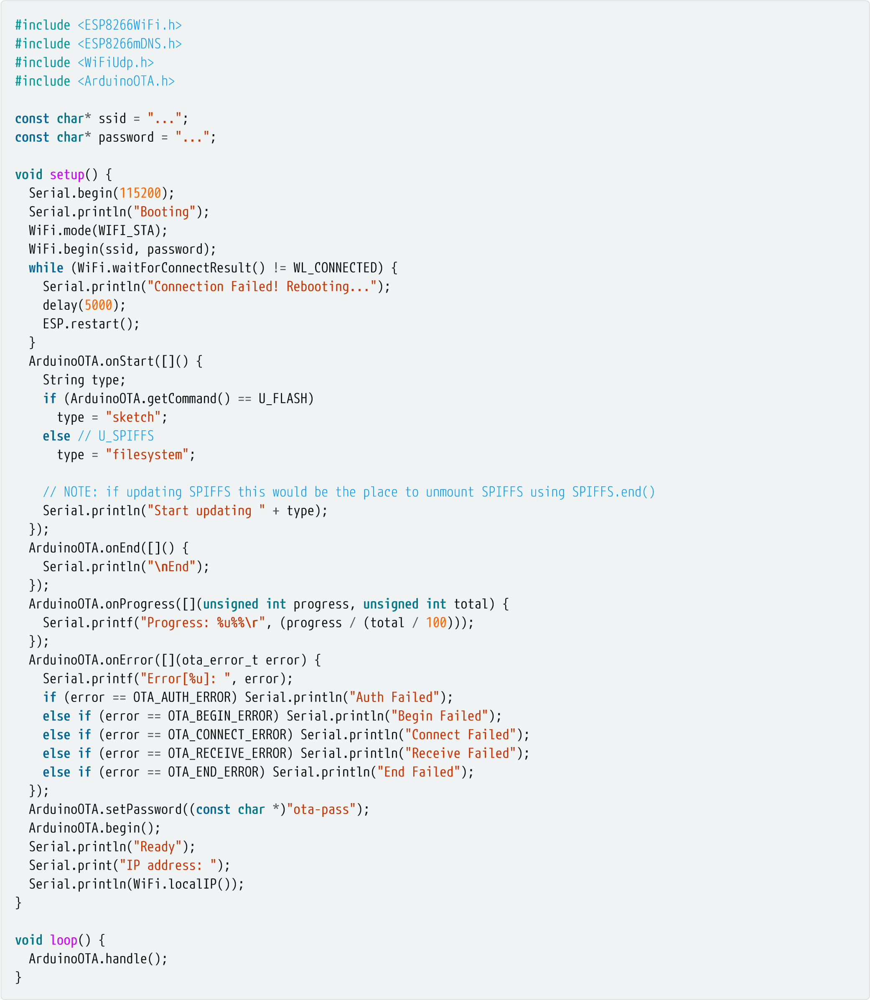 #include <ESP8266WiFi.h>
#include <ESP8266mDNS.h>
#include <WiFiUdp.h>
#include <ArduinoOTA.h>

const char* ssid = "...";
const char* password = "...";

void setup() {
  Serial.begin(115200);
  Serial.println("Booting");
  WiFi.mode(WIFI_STA);
  WiFi.begin(ssid, password);
  while (WiFi.waitForConnectResult() != WL_CONNECTED) {
    Serial.println("Connection Failed! Rebooting...");
    delay(5000);
    ESP.restart();
  }
  ArduinoOTA.onStart([]() {
    String type;
    if (ArduinoOTA.getCommand() == U_FLASH)
      type = "sketch";
    else // U_SPIFFS
      type = "filesystem";

    // NOTE: if updating SPIFFS this would be the place to unmount SPIFFS using SPIFFS.end()
    Serial.println("Start updating " + type);
  });
  ArduinoOTA.onEnd([]() {
    Serial.println("\nEnd");
  });
  ArduinoOTA.onProgress([](unsigned int progress, unsigned int total) {
    Serial.printf("Progress: %u%%\r", (progress / (total / 100)));
  });
  ArduinoOTA.onError([](ota_error_t error) {
    Serial.printf("Error[%u]: ", error);
    if (error == OTA_AUTH_ERROR) Serial.println("Auth Failed");
    else if (error == OTA_BEGIN_ERROR) Serial.println("Begin Failed");
    else if (error == OTA_CONNECT_ERROR) Serial.println("Connect Failed");
    else if (error == OTA_RECEIVE_ERROR) Serial.println("Receive Failed");
    else if (error == OTA_END_ERROR) Serial.println("End Failed");
  });
  ArduinoOTA.setPassword((const char *)"ota-pass");
  ArduinoOTA.begin();
  Serial.println("Ready");
  Serial.print("IP address: ");
  Serial.println(WiFi.localIP());
}

void loop() {
  ArduinoOTA.handle();
}